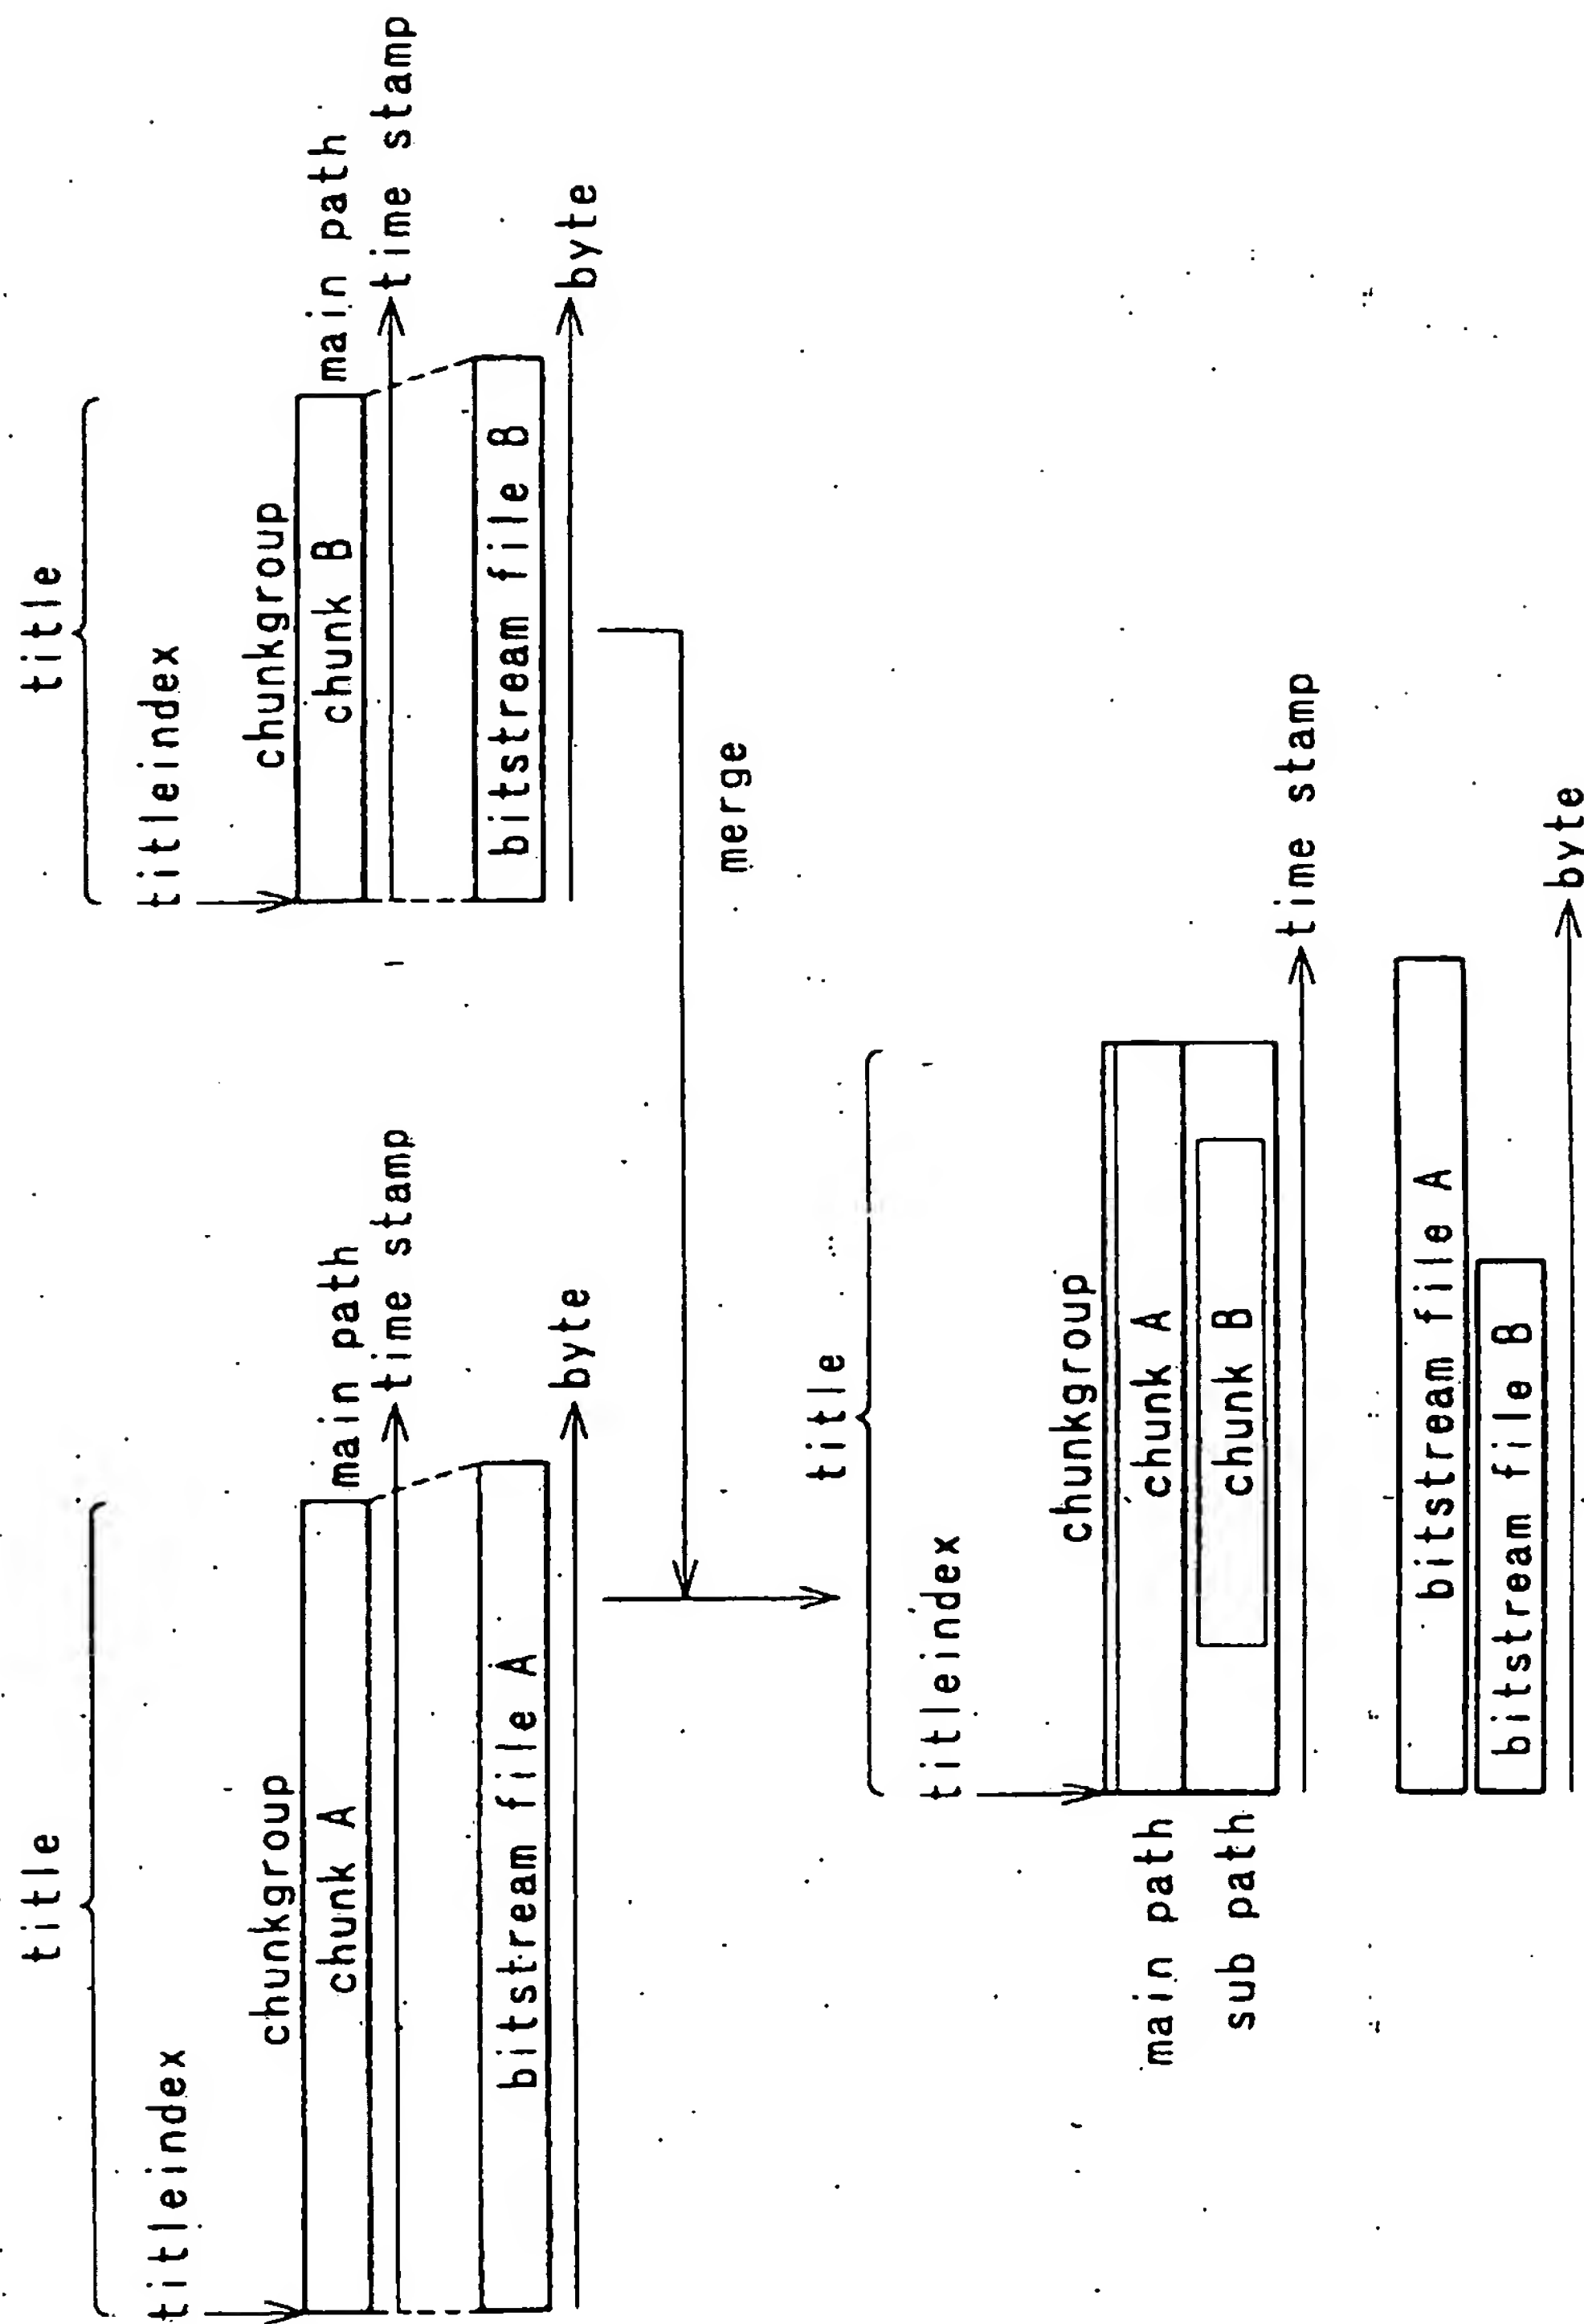 title
titleindex
chunkgroup
chunk A
main path
time stamp
bitstream file A
byte
title
titleindex
chunkgroup
chunk B
main path
time stamp
bitstream file B
byte
merge
title
titleindex
chunkgroup
main path
chunk A
sub path
chunk B
time stamp
bitstream file A
bitstream file B
byte